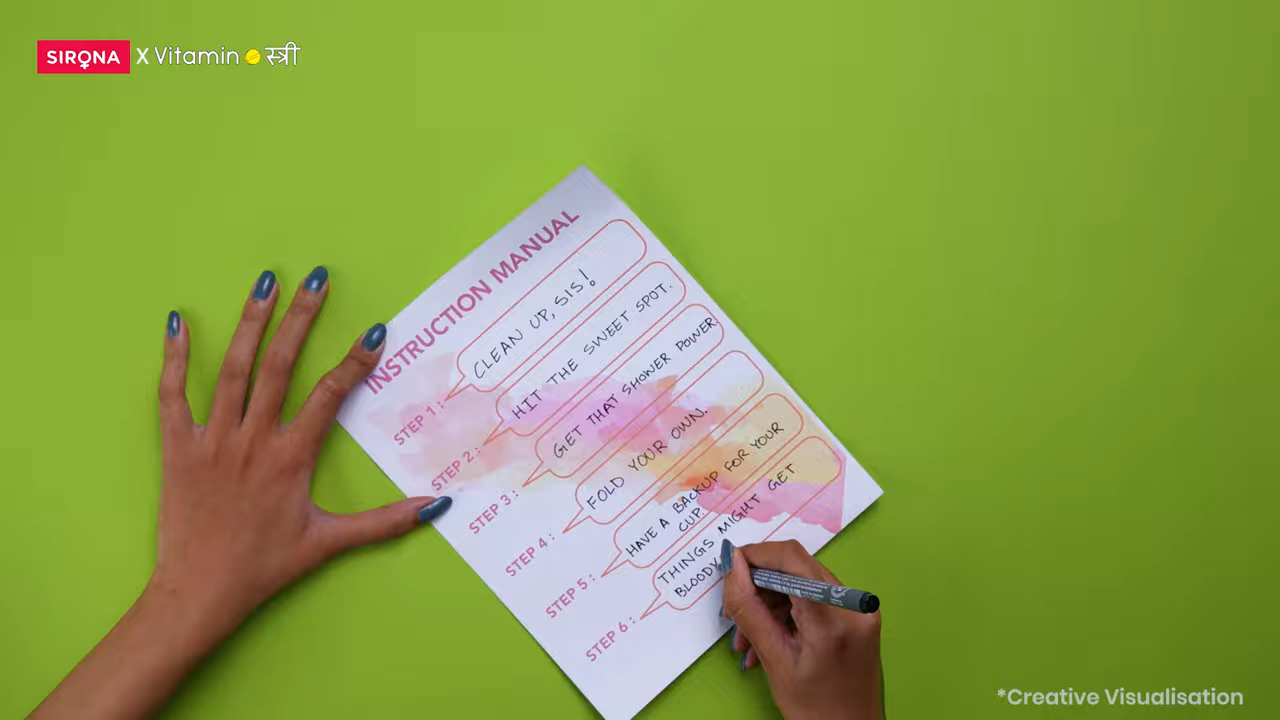 SIRONA X Vitamin स्त्री
INSTRUCTION MANUAL
STEP 1: CLEAN UP, SIS!
STEP 2: HIT THE SWEET SPOT.
STEP 3: GET THAT SHOWER POWER
STEP 4: FOLD YOUR OWN.
STEP 5: HAVE A BACKUP FOR YOUR
CUP.
STEP 6: THINGS MIGHT GET
BLOODY
*Creative Visualisation